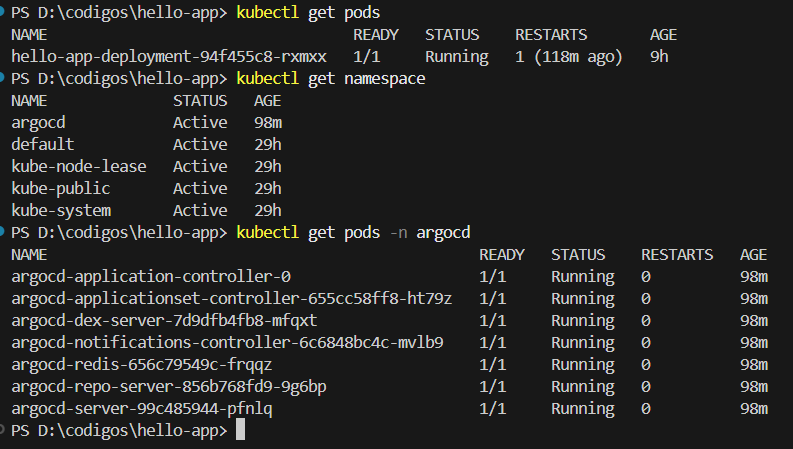 PS D:\codigos\hello-app> kubectl get pods
NAME READY STATUS RESTARTS AGE
hello-app-deployment-94f455c8-rxmxx 1/1 Running 1 (118m ago) 9h
PS D:\codigos\hello-app> kubectl get namespace
NAME STATUS AGE
argocd Active 98m
default Active 29h
kube-node-lease Active 29h
kube-public Active 29h
kube-system Active 29h
PS D:\codigos\hello-app> kubectl get pods -n argocd
NAME READY STATUS RESTARTS AGE
argocd-application-controller-0 1/1 Running 0 98m
argocd-applicationset-controller-655cc58ff8-ht79z 1/1 Running 0 98m
argocd-dex-server-7d9dfb4fb8-mfqxt 1/1 Running 0 98m
argocd-notifications-controller-6c6848bc4c-mvlb9 1/1 Running 0 98m
argocd-redis-656c79549c-frqqz 1/1 Running 0 98m
argocd-repo-server-856b768fd9-9g6bp 1/1 Running 0 98m
argocd-server-99c485944-pfnlq 1/1 Running 0 98m
PS D:\codigos\hello-app>